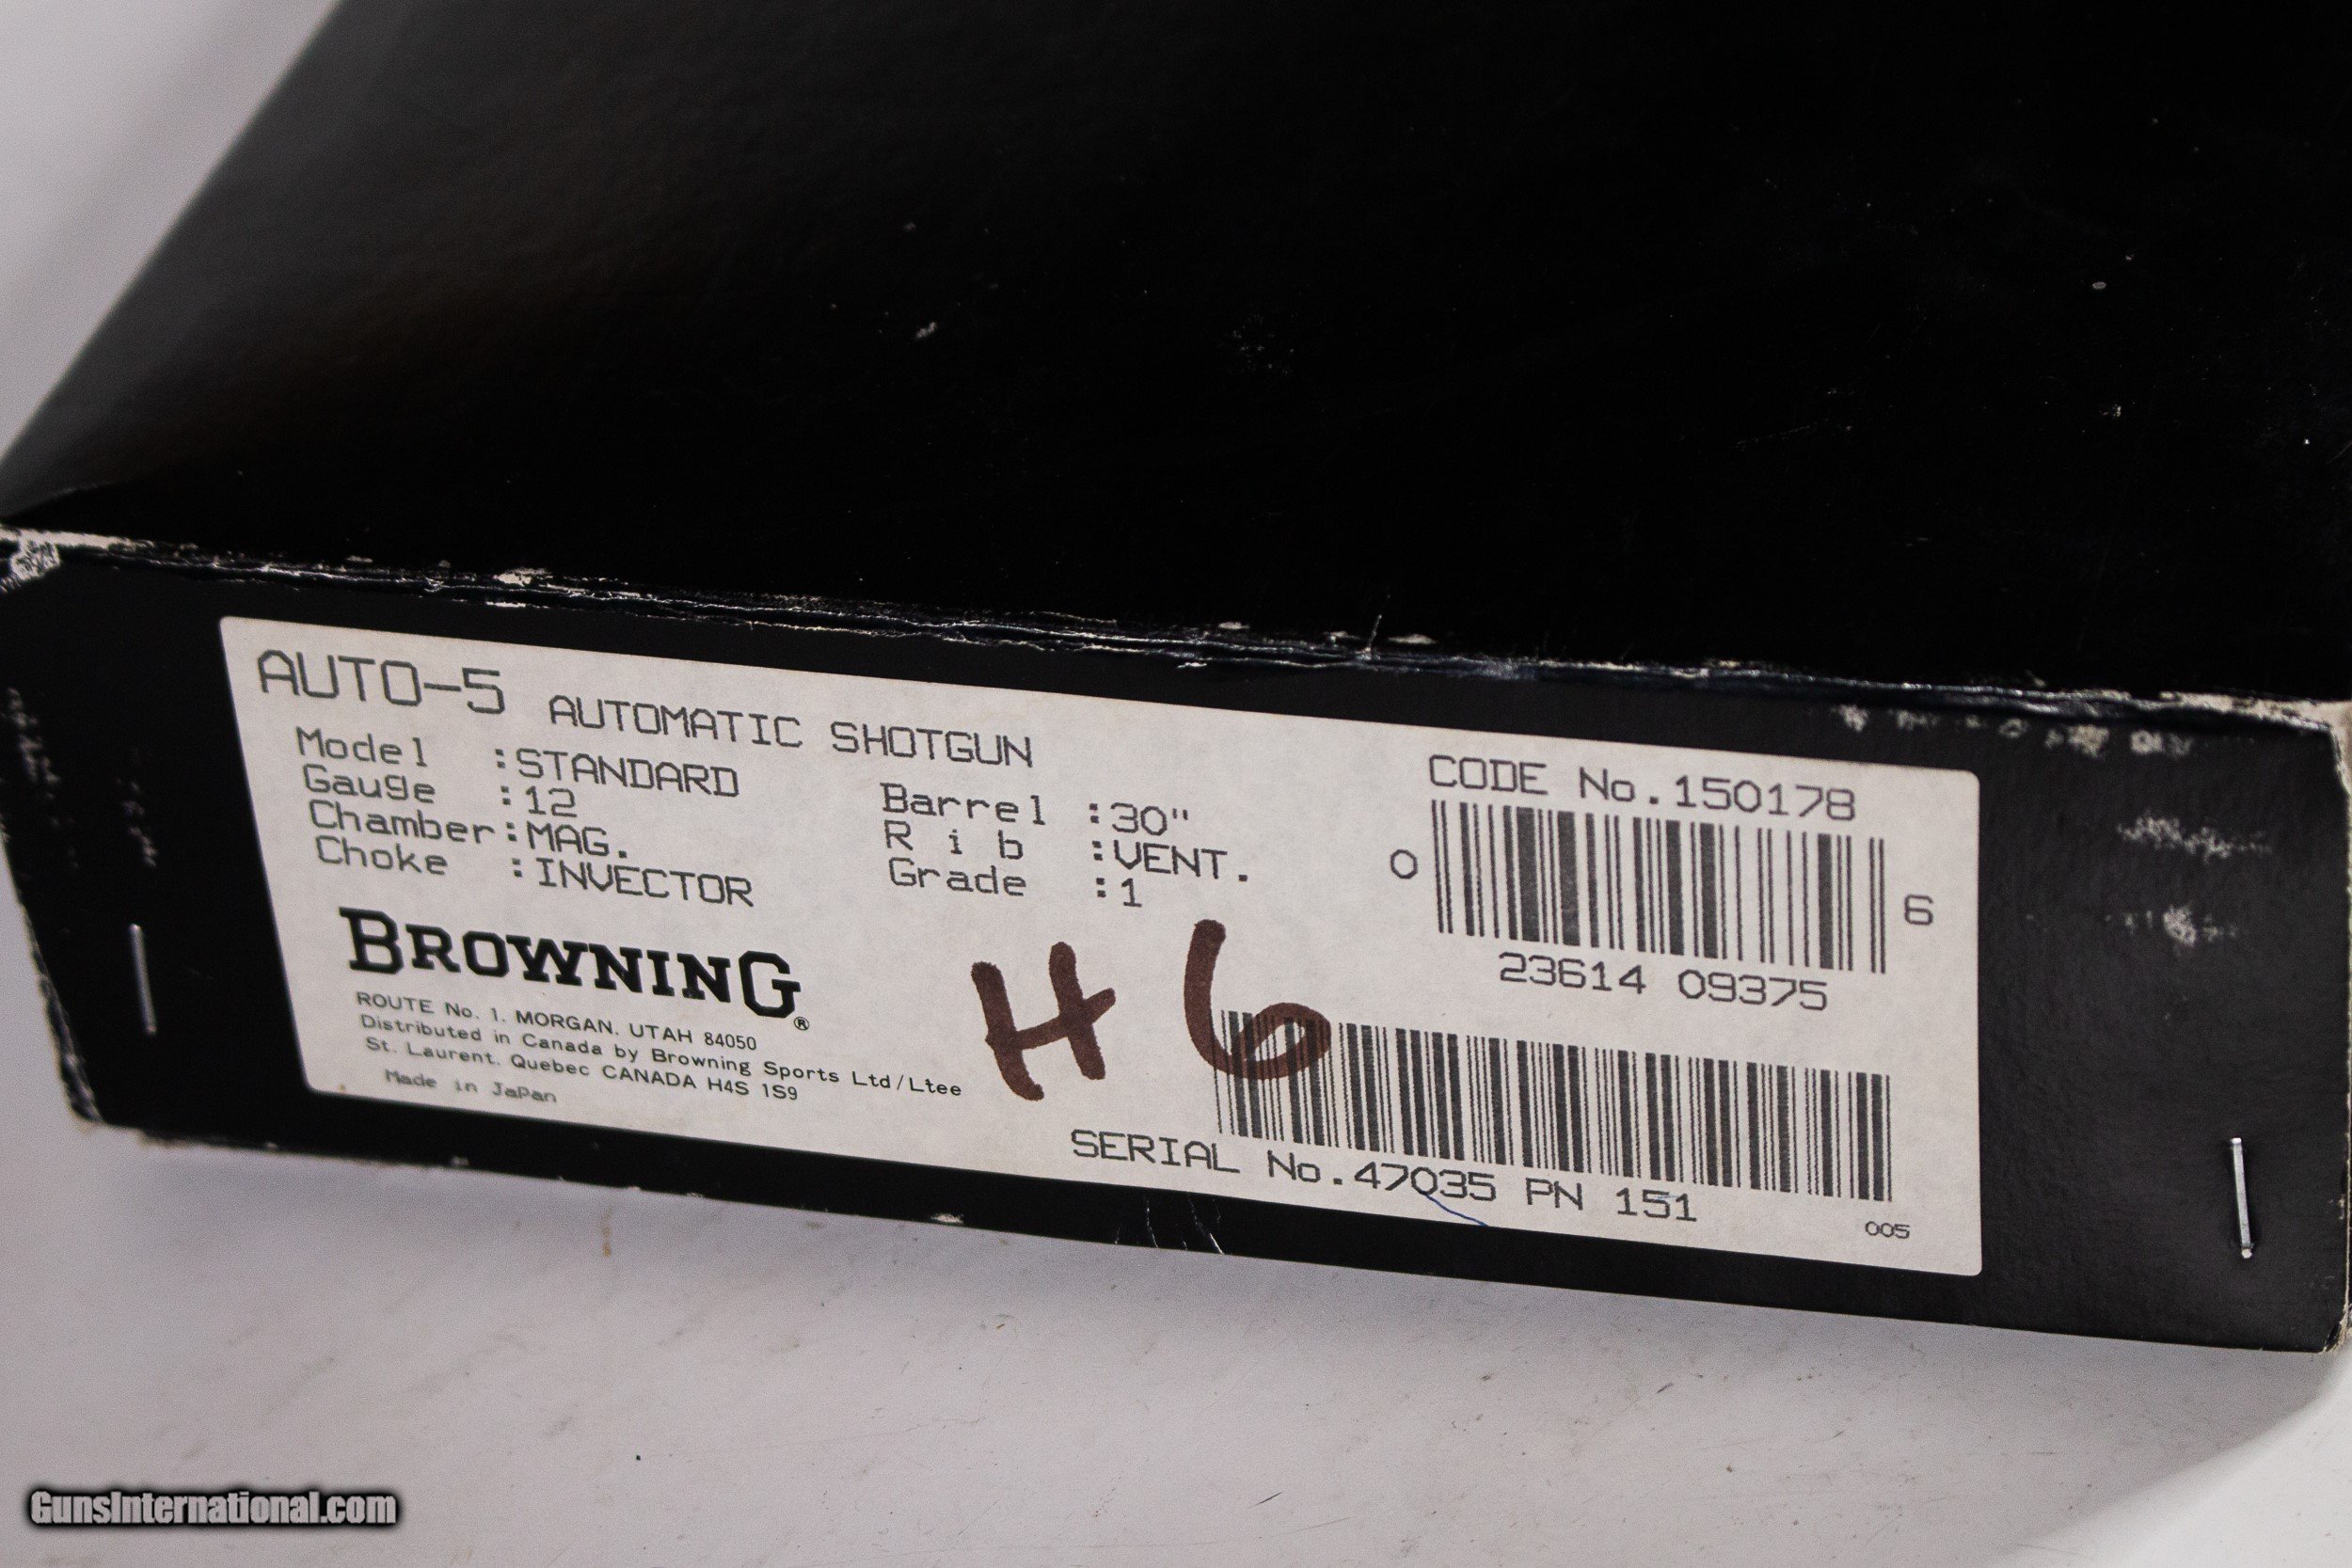 AUTO-5 AUTOMATIC SHOTGUN
Model :STANDARD
Gauge :12
Chamber:MAG.
Choke :INVECTOR
Barrel :30"
R i b :VENT.
Grade :1
BROWNING®
ROUTE No. 1, MORGAN, UTAH 84050
Distributed in Canada by Browning Sports Ltd/Ltee
St. Laurent, Quebec CANADA H4S 1S9
Made in Japan
H 6
CODE No.150178
0 6
23614 09375
SERIAL No.47035 PN 151
005
GunsInternational.com